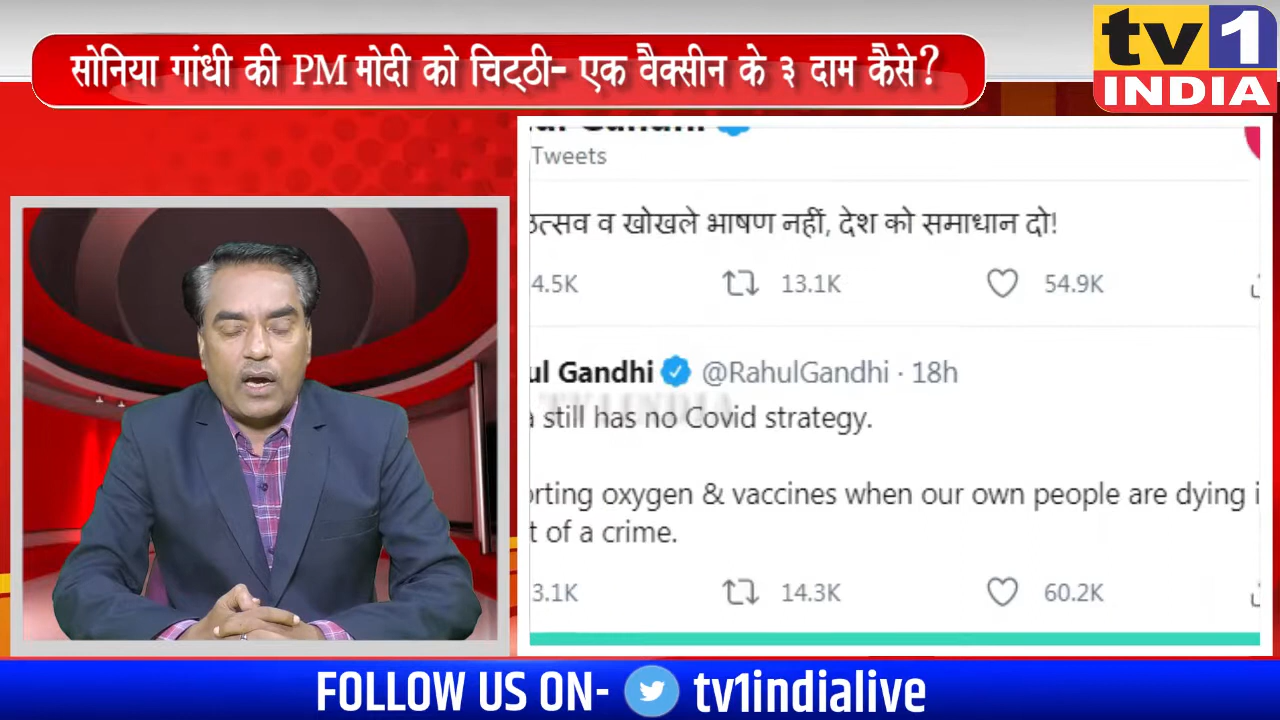 सोनिया गांधी की PM मोदी को चिट्ठी- एक वैक्सीन के ३ दाम कैसे?
tv1
INDIA
Tweets
उत्सव व खोखले भाषण नहीं, देश को समाधान दो!
4.5K 13.1K 54.9K
ul Gandhi @RahulGandhi · 18h
still has no Covid strategy.
rting oxygen & vaccines when our own people are dying i
t of a crime.
3.1K 14.3K 60.2K
FOLLOW US ON- tv1indialive